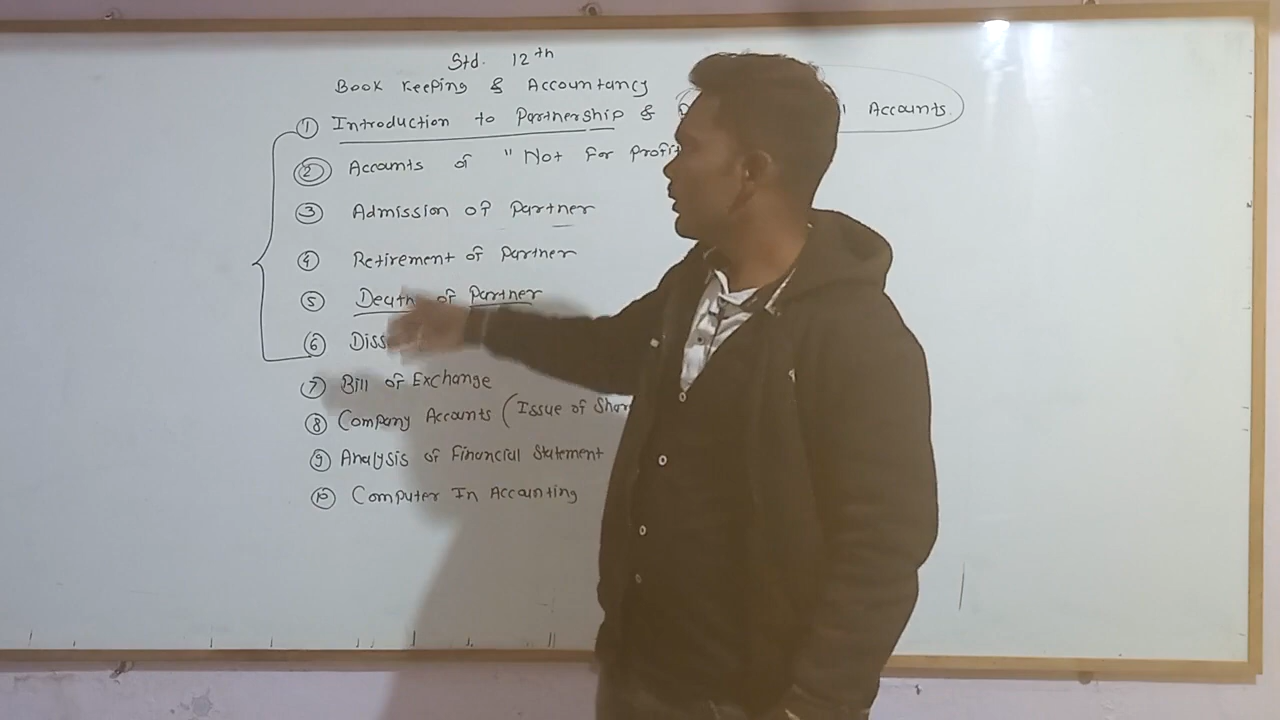 Std. 12th
Book Keeping & Accountancy
① Introduction to Partnership & Accounts
② Accounts of "Not For Profit
③ Admission of Partner
④ Retirement of Partner
⑤ Death of Partner
⑥
⑦ Bill of Exchange
⑧ Company Accounts (Issue of
⑨ Analysis of Financial Statement
⑩ Computer In Accounting